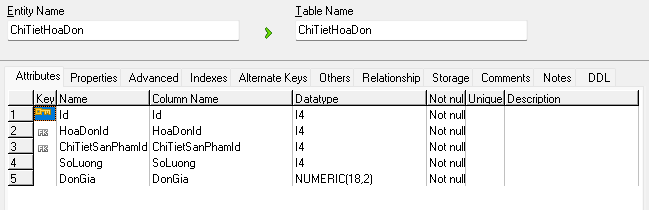 Entity Name Table Name
ChiTietHoaDon ChiTietHoaDon
Attributes Properties Advanced Indexes Alternate Keys Others Relationship Storage Comments Notes DDL
Key Name Column Name Datatype Not nul Unique Description
1 Id Id I4 Not null
2 FK HoaDonId HoaDonId I4 Not null
3 FK ChiTietSanPhamId ChiTietSanPhamId I4 Not null
4 SoLuong SoLuong I4 Not null
5 DonGia DonGia NUMERIC(18,2) Not null